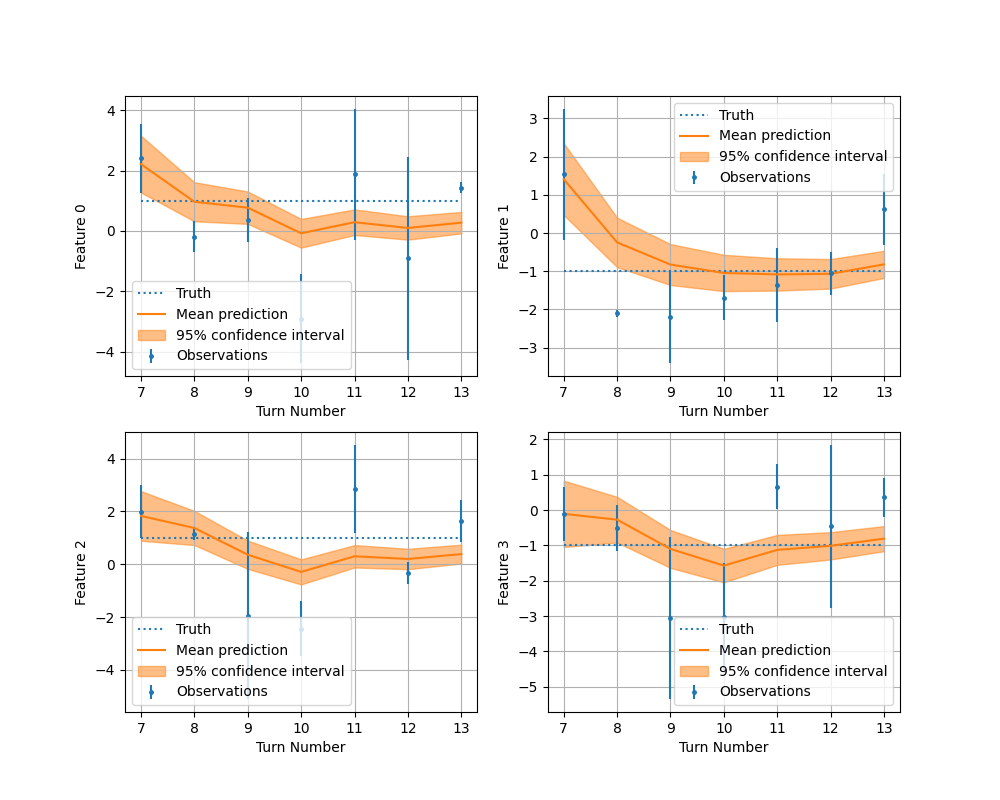 4
2
0
−2
−4
Feature 0
Truth
Mean prediction
95% confidence interval
Observations
7 8 9 10 11 12 13
Turn Number
3
2
1
0
−1
−2
−3
Feature 1
Truth
Mean prediction
95% confidence interval
Observations
7 8 9 10 11 12 13
Turn Number
4
2
0
−2
−4
Feature 2
Truth
Mean prediction
95% confidence interval
Observations
7 8 9 10 11 12 13
Turn Number
2
1
0
−1
−2
−3
−4
−5
Feature 3
Truth
Mean prediction
95% confidence interval
Observations
7 8 9 10 11 12 13
Turn Number